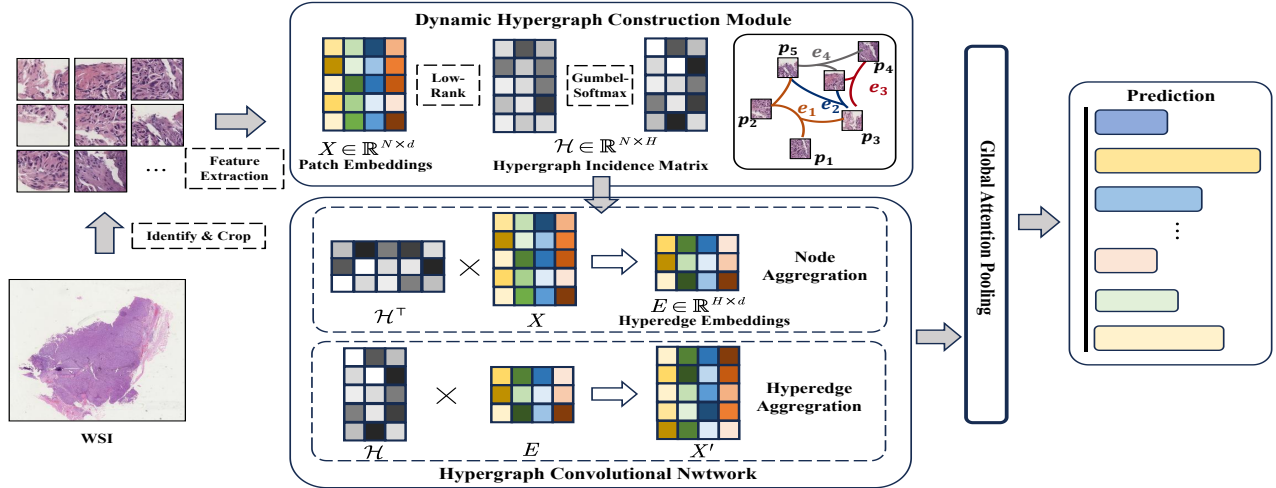 Dynamic Hypergraph Construction Module
Low-
Rank
Gumbel-
Softmax
X ∈ ℝ^{N×d}
Patch Embeddings
ℋ ∈ ℝ^{N×H}
Hypergraph Incidence Matrix
p₅
e₄
p₄
e₃
e₂
e₁
p₂
p₃
p₁
...
Feature
Extraction
Identify & Crop
WSI
ℋ^⊤
×
X
E ∈ ℝ^{H×d}
Hyperedge Embeddings
Node
Aggregration
ℋ
×
E
X′
Hyperedge
Aggregration
Hypergraph Convolutional Nwtwork
Global Attention Pooling
Prediction
...